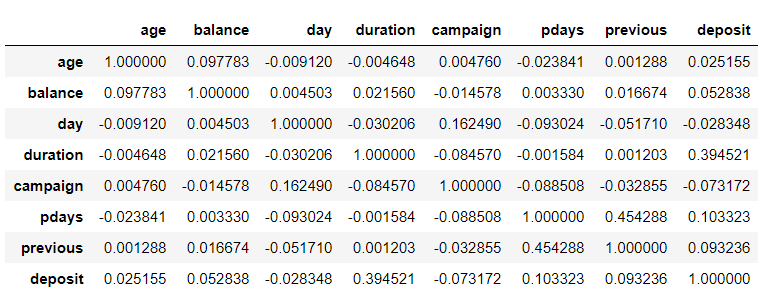 age balance day duration campaign pdays previous deposit
age 1.000000 0.097783 -0.009120 -0.004648 0.004760 -0.023841 0.001288 0.025155
balance 0.097783 1.000000 0.004503 0.021560 -0.014578 0.003330 0.016674 0.052838
day -0.009120 0.004503 1.000000 -0.030206 0.162490 -0.093024 -0.051710 -0.028348
duration -0.004648 0.021560 -0.030206 1.000000 -0.084570 -0.001584 0.001203 0.394521
campaign 0.004760 -0.014578 0.162490 -0.084570 1.000000 -0.088508 -0.032855 -0.073172
pdays -0.023841 0.003330 -0.093024 -0.001584 -0.088508 1.000000 0.454288 0.103323
previous 0.001288 0.016674 -0.051710 0.001203 -0.032855 0.454288 1.000000 0.093236
deposit 0.025155 0.052838 -0.028348 0.394521 -0.073172 0.103323 0.093236 1.000000